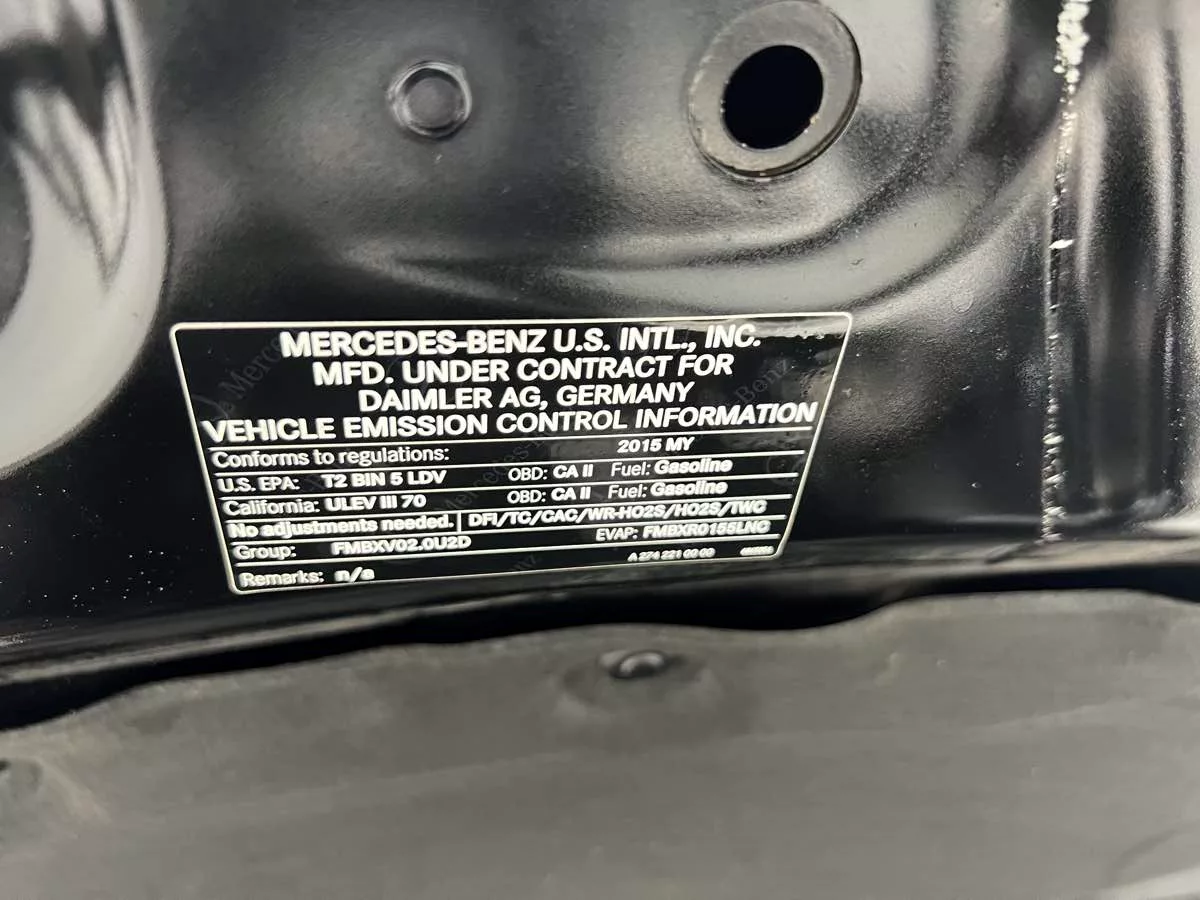 MERCEDES-BENZ U.S. INTL., INC.
MFD. UNDER CONTRACT FOR
DAIMLER AG, GERMANY
VEHICLE EMISSION CONTROL INFORMATION
Conforms to regulations: 2015 MY
U.S. EPA: T2 BIN 5 LDV OBD: CA II Fuel: Gasoline
California: ULEV III 70 OBD: CA II Fuel: Gasoline
No adjustments needed. DFI/TC/CAC/WR-HO2S/HO2S/TWC
Group: FMBXV02.0U2D EVAP: FMBXR0155LNC
A 274 221 00 00
Remarks: n/a